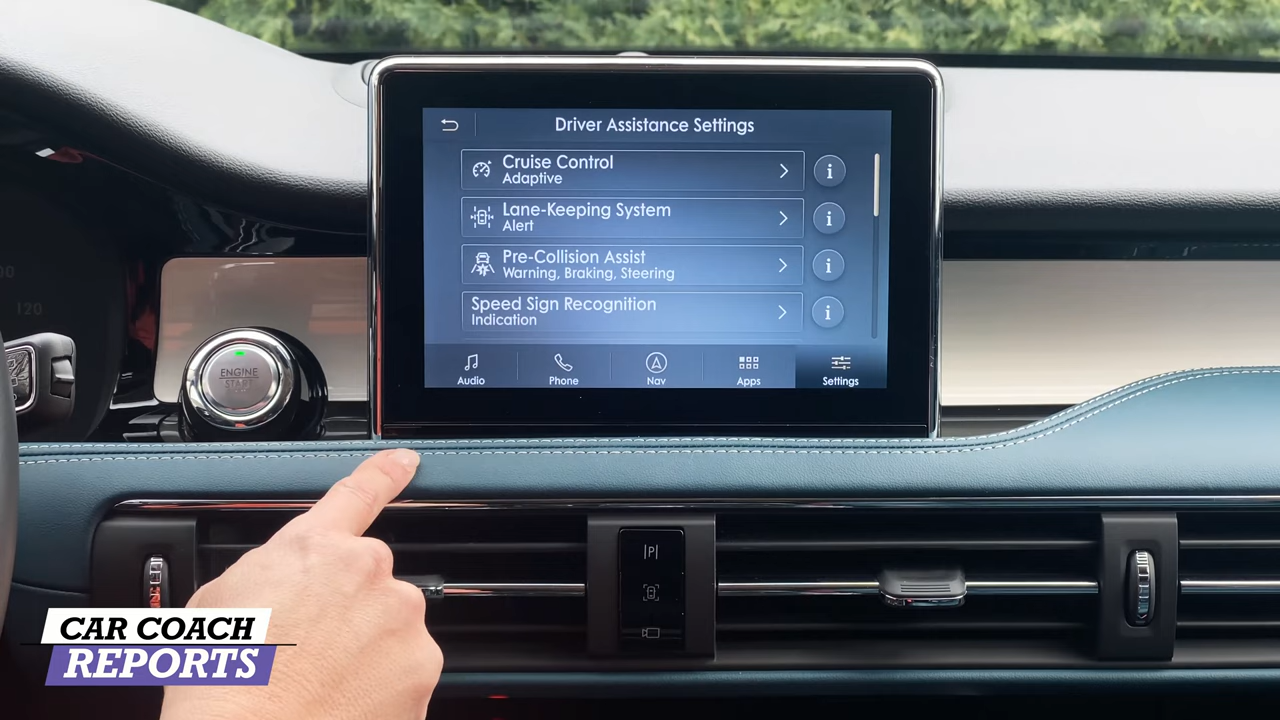 Driver Assistance Settings
Cruise Control
Adaptive
Lane-Keeping System
Alert
Pre-Collision Assist
Warning, Braking, Steering
Speed Sign Recognition
Indication
Audio
Phone
Nav
Apps
Settings
120
ENGINE
START
P
CAR COACH
REPORTS